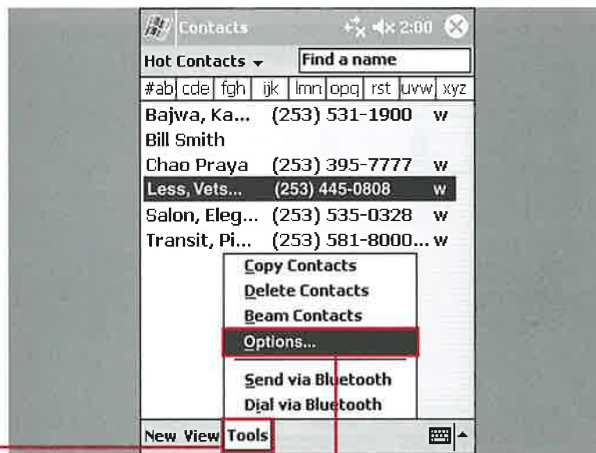 Contacts 2:00
Hot Contacts Find a name
#ab cde fgh ijk lmn opq rst uvw xyz
Bajwa, Ka... (253) 531-1900 w
Bill Smith
Chao Praya (253) 395-7777 w
Less, Vets... (253) 445-0808 w
Salon, Eleg... (253) 535-0328 w
Transit, Pi... (253) 581-8000... w
Copy Contacts
Delete Contacts
Beam Contacts
Options...
Send via Bluetooth
Dial via Bluetooth
New View Tools